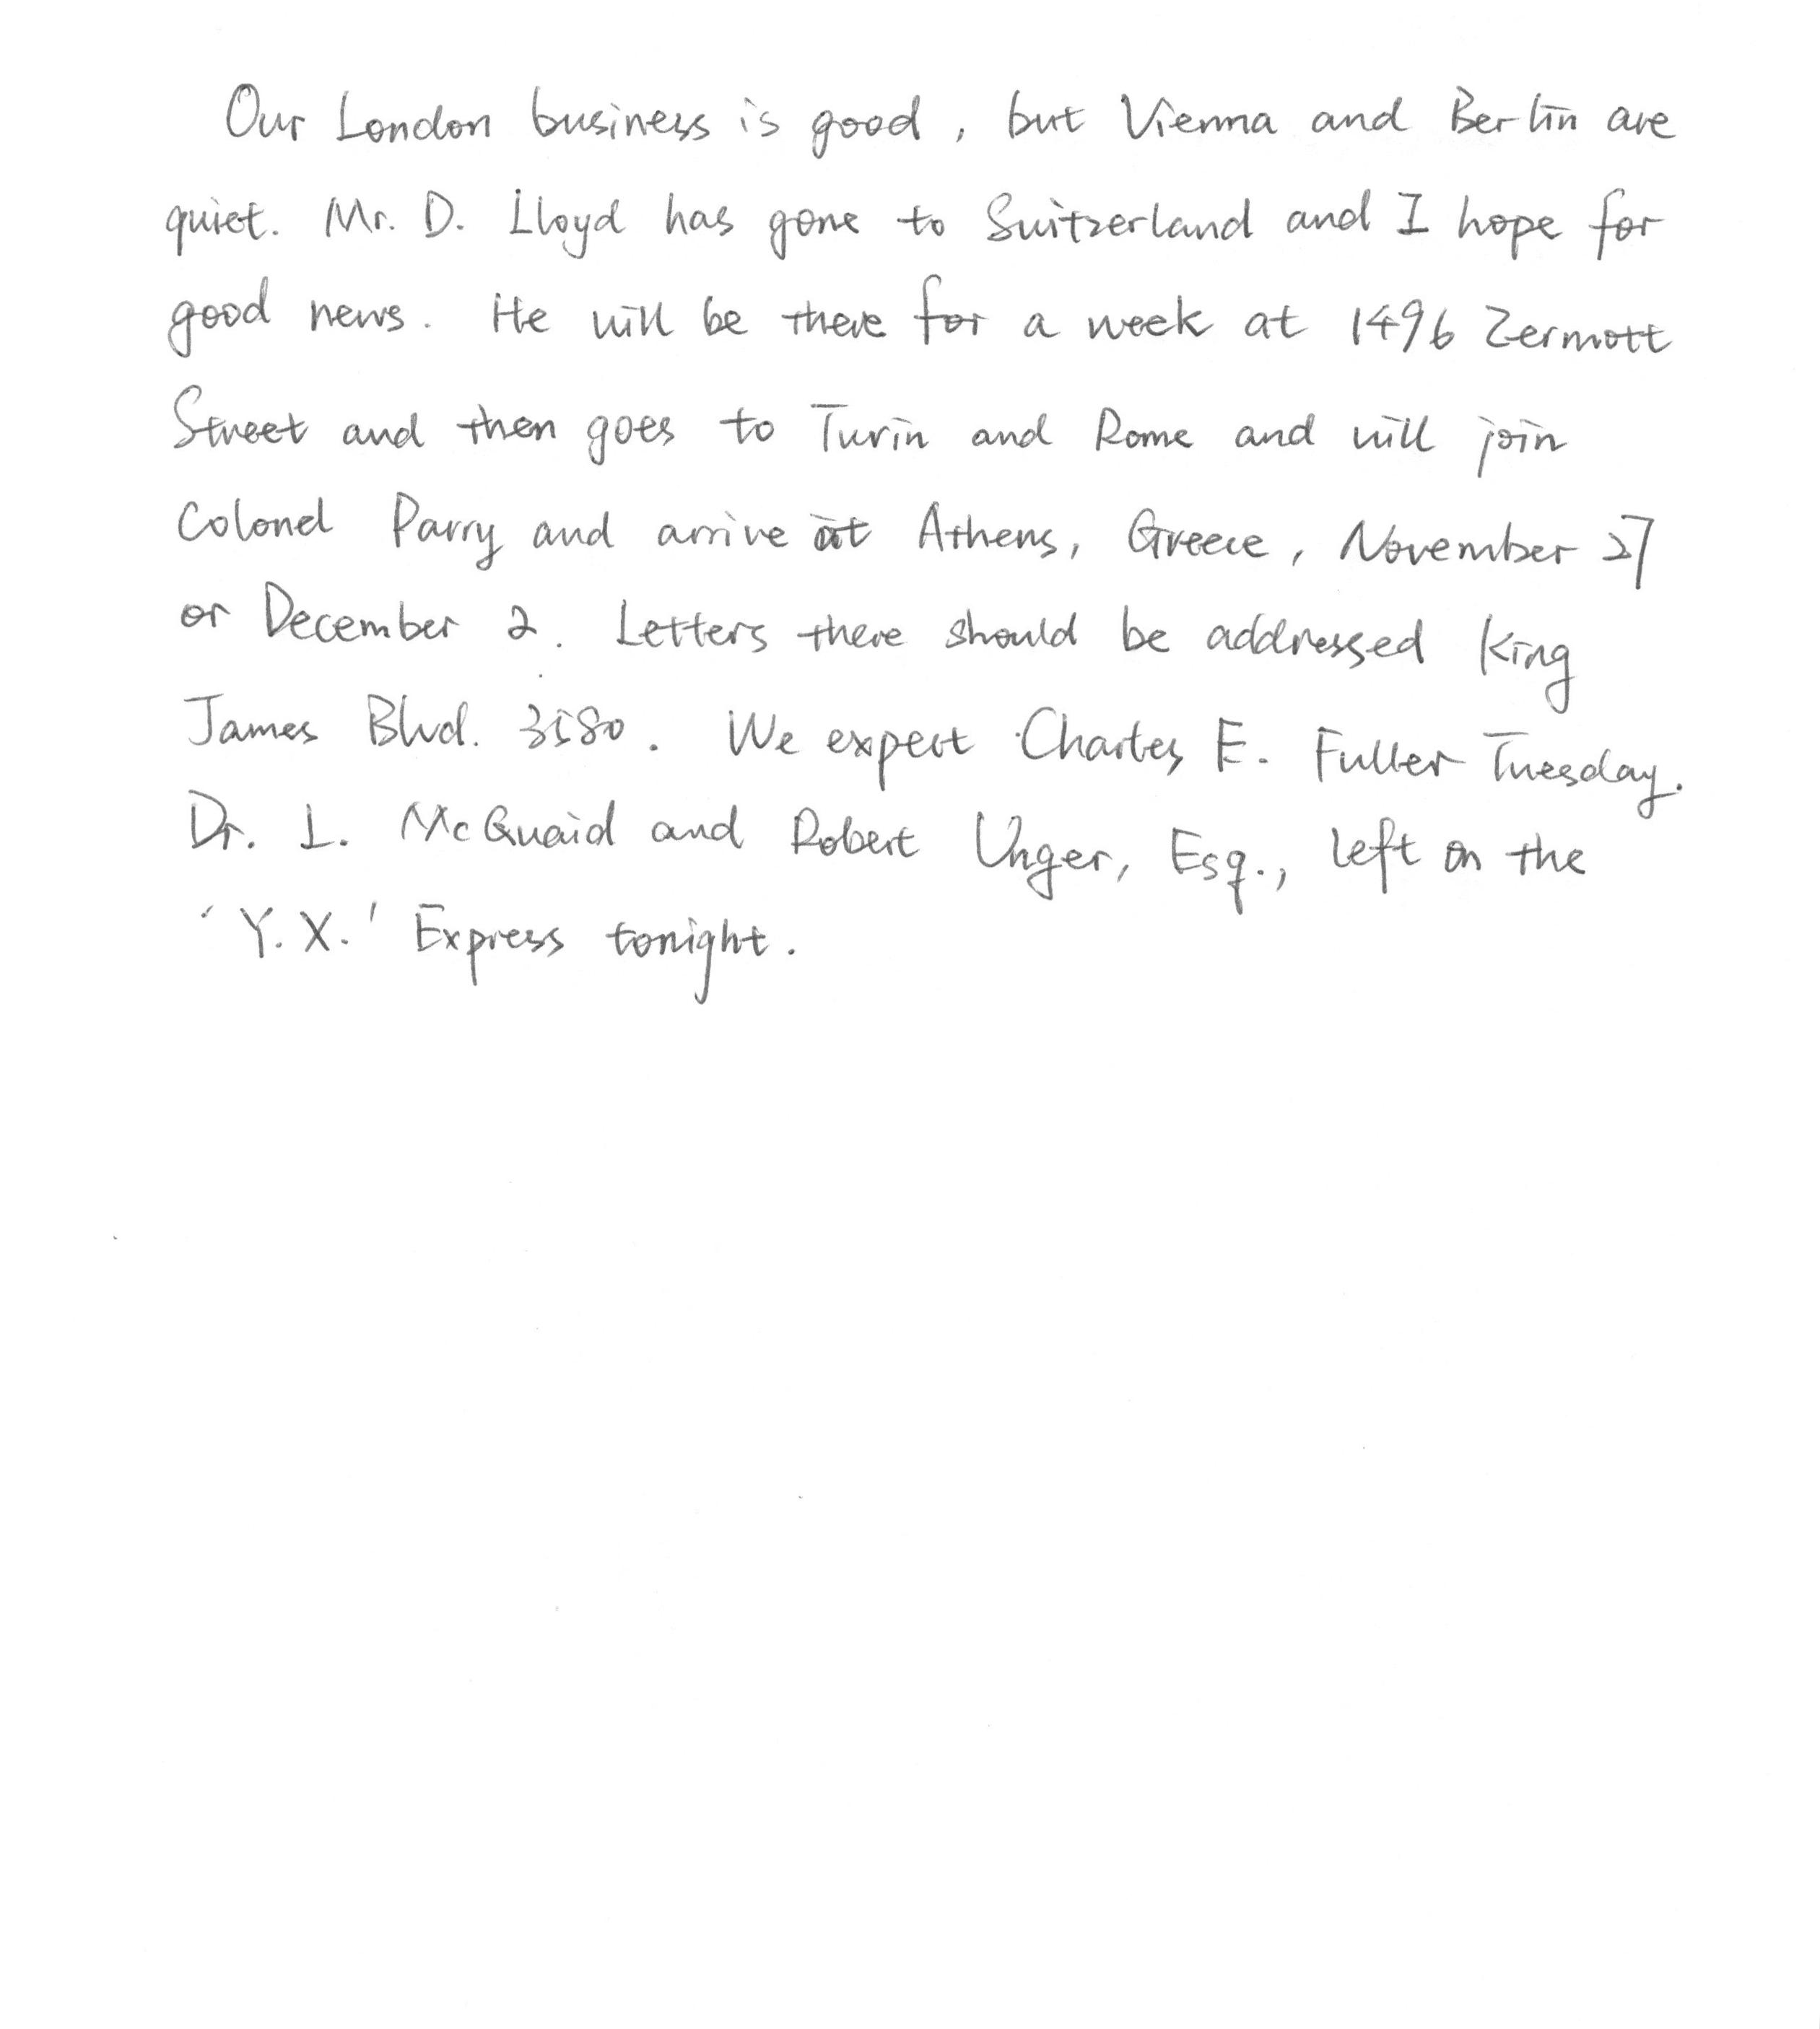 Our London business is good, but Vienna and Berlin are
quiet. Mr. D. Lloyd has gone to Switzerland and I hope for
good news. He will be there for a week at 1496 Zermott
Street and then goes to Turin and Rome and will join
Colonel Parry and arrive at Athens, Greece, November 27
or December 2. Letters there should be addressed King
James Blvd. 3580. We expect Charles E. Fuller Tuesday.
Dr. L. McQuaid and Robert Unger, Esq., left on the
'Y.X.' Express tonight.